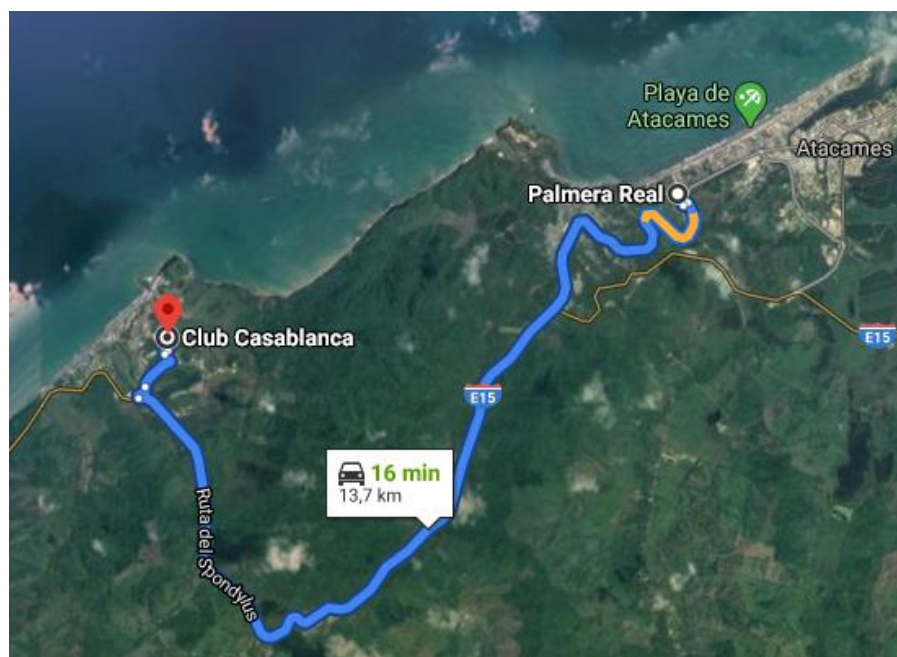 Playa de
Atacames
Atacames
Palmera Real
E15
Club Casablanca
E15
16 min
13,7 km
Ruta del Spondylus